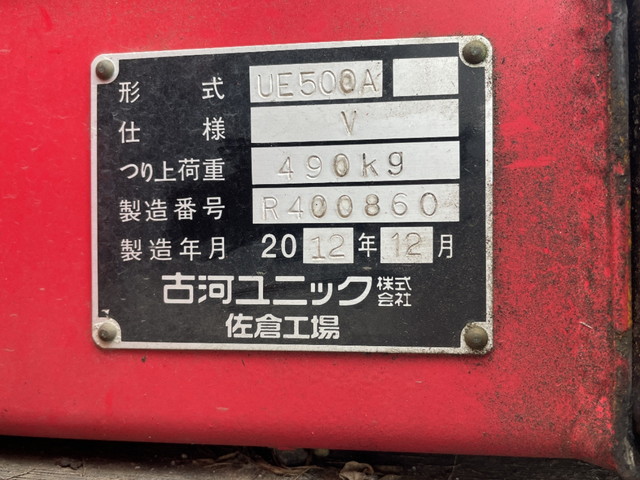 形式 UE500A
仕様 V
つり上荷重 490kg
製造番号 R400860
製造年月 2012年12月
古河ユニック株式会社
佐倉工場